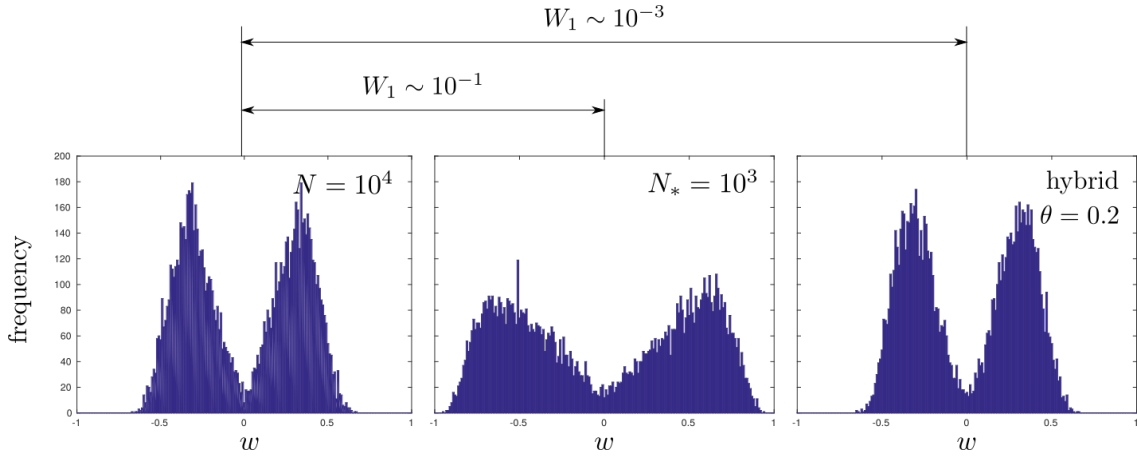 W₁ ∼ 10⁻³
W₁ ∼ 10⁻¹
200
180
160
140
120
100
80
60
40
20
0
frequency
N = 10⁴
N∗ = 10³
hybrid
θ = 0.2
-1 -0.5 0 0.5 1
-1 -0.5 0 0.5 1
-1 -0.5 0 0.5 1
w w w